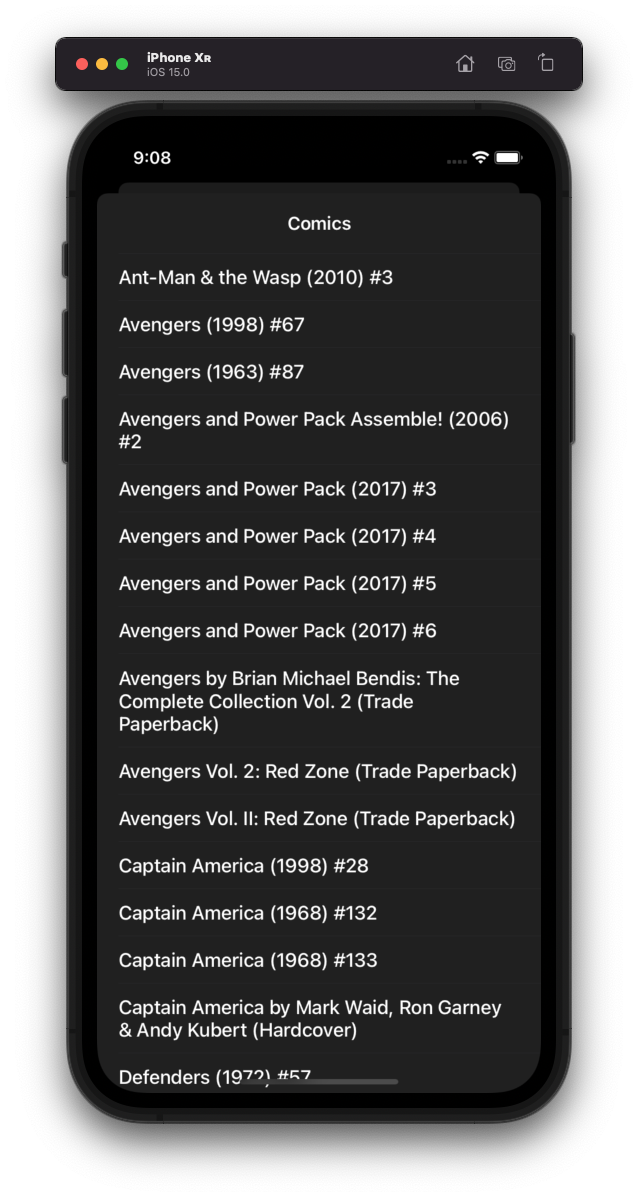 iPhone Xʀ
iOS 15.0
9:08
Comics
Ant-Man & the Wasp (2010) #3
Avengers (1998) #67
Avengers (1963) #87
Avengers and Power Pack Assemble! (2006)
#2
Avengers and Power Pack (2017) #3
Avengers and Power Pack (2017) #4
Avengers and Power Pack (2017) #5
Avengers and Power Pack (2017) #6
Avengers by Brian Michael Bendis: The
Complete Collection Vol. 2 (Trade
Paperback)
Avengers Vol. 2: Red Zone (Trade Paperback)
Avengers Vol. II: Red Zone (Trade Paperback)
Captain America (1998) #28
Captain America (1968) #132
Captain America (1968) #133
Captain America by Mark Waid, Ron Garney
& Andy Kubert (Hardcover)
Defenders (1972) #57